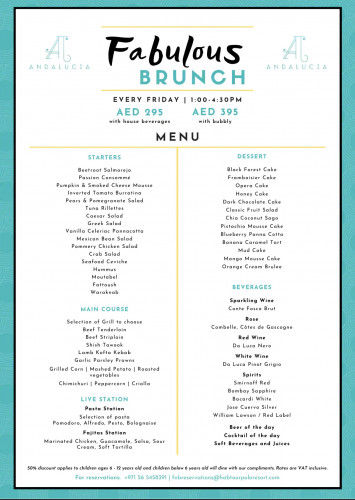 ANDALUCIA
Fabulous
BRUNCH
ANDALUCIA
EVERY FRIDAY | 1:00-4:30PM
AED 295
with house beverages
AED 395
with bubbly
MENU
STARTERS
Beetroot Salmorejo
Passion Consommé
Pumpkin & Smoked Cheese Mousse
Inverted Tomato Burratina
Pears & Pomegranate Salad
Tuna Rillettes
Caesar Salad
Greek Salad
Vanilla Celeriac Pannacotta
Mexican Bean Salad
Pommery Chicken Salad
Crab Salad
Seafood Ceviche
Hummus
Moutabel
Fattoush
Waraknab
MAIN COURSE
Selection of Grill to choose
Beef Tenderloin
Beef Striploin
Shish Tawook
Lamb Kofta Kebab
Garlic Parsley Prawns
Grilled Corn | Mashed Potato | Roasted
vegetables
Chimichuri | Peppercorn | Criolla
LIVE STATION
Pasta Station
Selection of pasta
Pomodoro, Alfredo, Pesto, Bolognaise
Fajitas Station
Marinated Chicken, Guacamole, Salsa, Sour
Cream, Soft Tortilla
DESSERT
Black Forest Cake
Framboisier Cake
Opera Cake
Honey Cake
Dark Chocolate Cake
Classic Fruit Salad
Chia Coconut Sago
Pistachio Mousse Cake
Blueberry Panna Cotta
Banana Caramel Tart
Mud Cake
Mango Mousse Cake
Orange Cream Brulee
BEVERAGES
Sparkling Wine
Conte Fosco Brut
Rose
Combelle, Côtes de Gascogne
Red Wine
Da Luca Nero
White Wine
Da Luca Pinot Grigio
Spirits
Smirnoff Red
Bombay Dry
Bacardi White
Jose Cuervo Silver
William Lawson / Red Label
Beer of the day
Cocktail of the day
Soft Beverages and Juices
50% discount applies to children ages 6 - 12 years old and children below 6 years old will dine with our compliments. Rates are VAT inclusive.
For reservations: +971 56 5458391 | fnbreservations@habtoorpoloresort.com